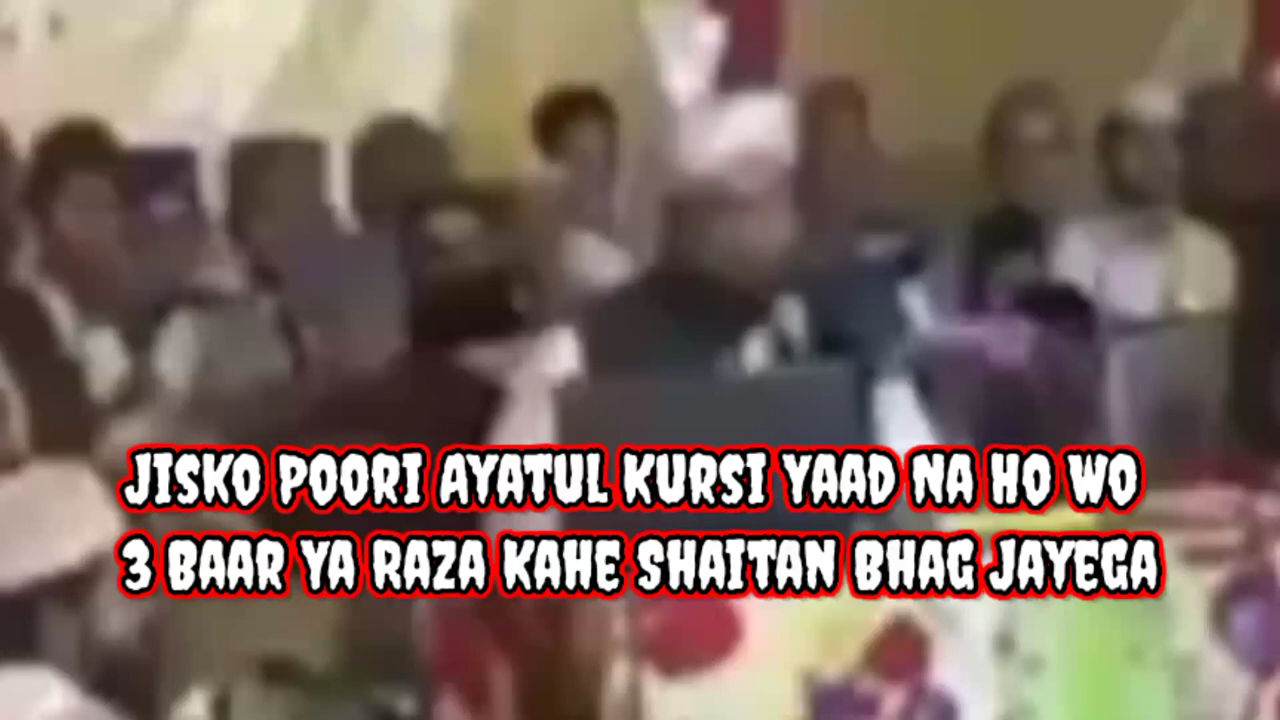 JISKO POORI AYATUL KURSI YAAD NA HO WO
3 BAAR YA RAZA KAHE SHAITAN BHAG JAYEGA